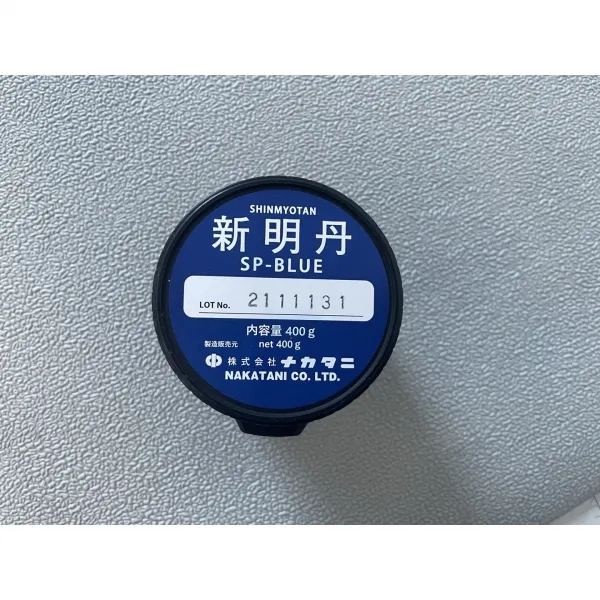 SHINMYOTAN
新明丹
SP-BLUE
LOT No. 2111131
内容量 400g
製造販売元 net 400g
株式会社 ナカタニ
NAKATANI CO. LTD.